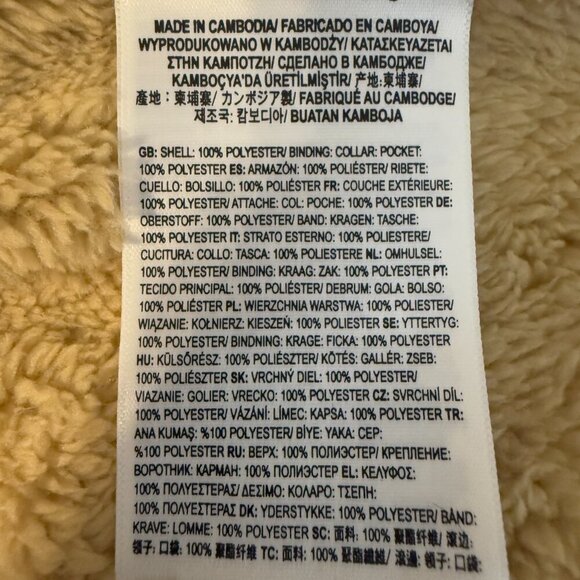 MADE IN CAMBODIA/ FABRICADO EN CAMBOYA/
WYPRODUKOWANO W KAMBODŻY/ ΚΑΤΑΣΚΕΥΑΖΕΤΑΙ
ΣΤΗΝ ΚΑΜΠΟΤΖΗ/ СДЕЛАНО В КАМБОДЖЕ/
KAMBOÇYA'DA ÜRETİLMİŞTİR/ 产地:柬埔寨/
產地:柬埔寨/ カンボジア製/ FABRIQUÉ AU CAMBODGE/
제조국: 캄보디아/ BUATAN KAMBOJA
GB: SHELL: 100% POLYESTER/ BINDING: COLLAR: POCKET:
100% POLYESTER ES: ARMAZÓN: 100% POLIÉSTER/ RIBETE:
CUELLO: BOLSILLO: 100% POLIÉSTER FR: COUCHE EXTÉRIEURE:
100% POLYESTER/ ATTACHE: COL: POCHE: 100% POLYESTER DE:
OBERSTOFF: 100% POLYESTER/ BAND: KRAGEN: TASCHE:
100% POLYESTER IT: STRATO ESTERNO: 100% POLIESTERE/
CUCITURA: COLLO: TASCA: 100% POLIESTERE NL: OMHULSEL:
100% POLYESTER/ BINDING: KRAAG: ZAK: 100% POLYESTER PT:
TECIDO PRINCIPAL: 100% POLIÉSTER/ DEBRUM: GOLA: BOLSO:
100% POLIÉSTER PL: WIERZCHNIA WARSTWA: 100% POLIESTER/
WIĄZANIE: KOŁNIERZ: KIESZEŃ: 100% POLIESTER SE: YTTERTYG:
100% POLYESTER/ BINDNING: KRAGE: FICKA: 100% POLYESTER
HU: KÜLSŐRÉSZ: 100% POLIÉSZTER/ KÖTÉS: GALLÉR: ZSEB:
100% POLIÉSZTER SK: VRCHNÝ DIEL: 100% POLYESTER/
VIAZANIE: GOLIER: VRECKO: 100% POLYESTER CZ: SVRCHNÍ DÍL:
100% POLYESTER/ VÁZÁNÍ: LÍMEC: KAPSA: 100% POLYESTER TR:
ANA KUMAŞ: %100 POLYESTER/ BİYE: YAKA: CEP:
%100 POLYESTER RU: ВЕРХ: 100% ПОЛИЭСТЕР/ КРЕПЛЕНИЕ:
ВОРОТНИК: КАРМАН: 100% ПОЛИЭСТЕР EL: ΚΕΛΥΦΟΣ:
100% ΠΟΛΥΕΣΤΕΡΑΣ/ ΔΕΣΙΜΟ: ΚΟΛΑΡΟ: ΤΣΕΠΗ:
100% ΠΟΛΥΕΣΤΕΡΑΣ DK: YDERSTYKKE: 100% POLYESTER/ BÅND:
KRAVE: LOMME: 100% POLYESTER SC: 面料: 100% 聚酯纤维/ 滚边:
领子: 口袋: 100% 聚酯纤维 TC: 面料: 100% 聚酯纖維/ 滾邊: 領子: 口袋: